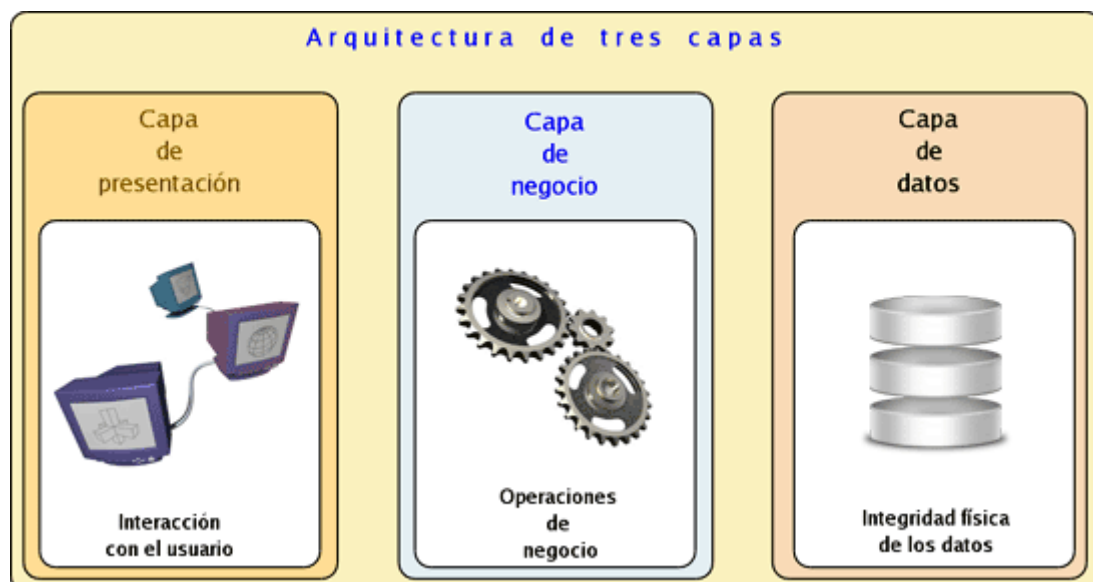 Arquitectura de tres capas
Capa
de
presentación
Interacción
con el usuario
Capa
de
negocio
Operaciones
de
negocio
Capa
de
datos
Integridad física
de los datos